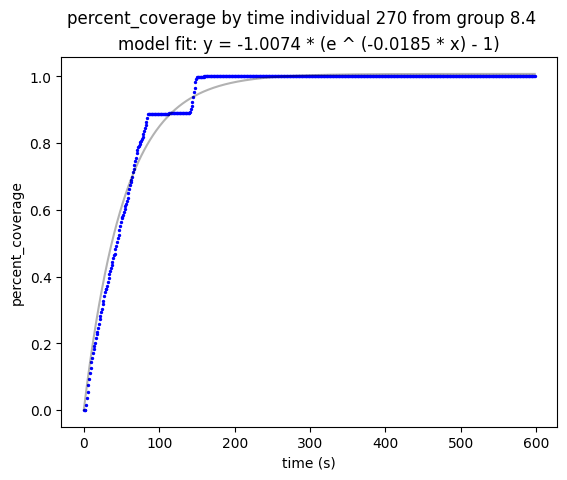 percent_coverage by time individual 270 from group 8.4
model fit: y = -1.0074 * (e ^ (-0.0185 * x) - 1)
1.0
0.8
0.6
0.4
0.2
0.0
percent_coverage
0 100 200 300 400 500 600
time (s)